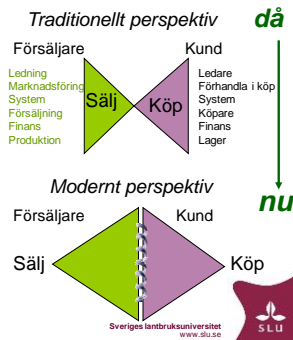 Traditionellt perspektiv
då
Försäljare
Kund
Ledning
Marknadsföring
System
Försäljning
Finans
Produktion
Sälj
Köp
Ledare
Förhandla i köp
System
Köpare
Finans
Lager
Modernt perspektiv
nu
Försäljare
Kund
Sälj
Köp
Sveriges lantbruksuniversitet
www.slu.se
SLU